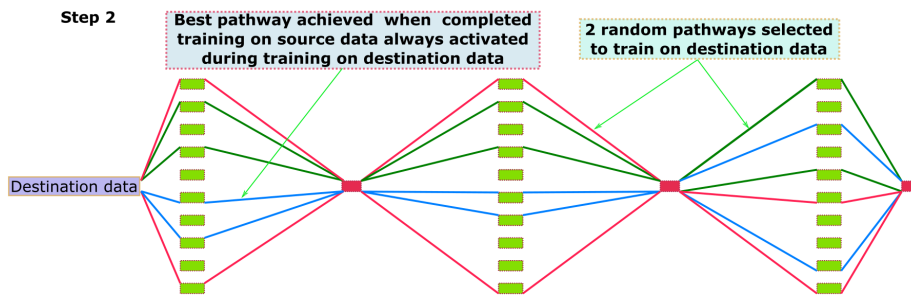 Step 2
Best pathway achieved when completed
training on source data always activated
during training on destination data
2 random pathways selected
to train on destination data
Destination data